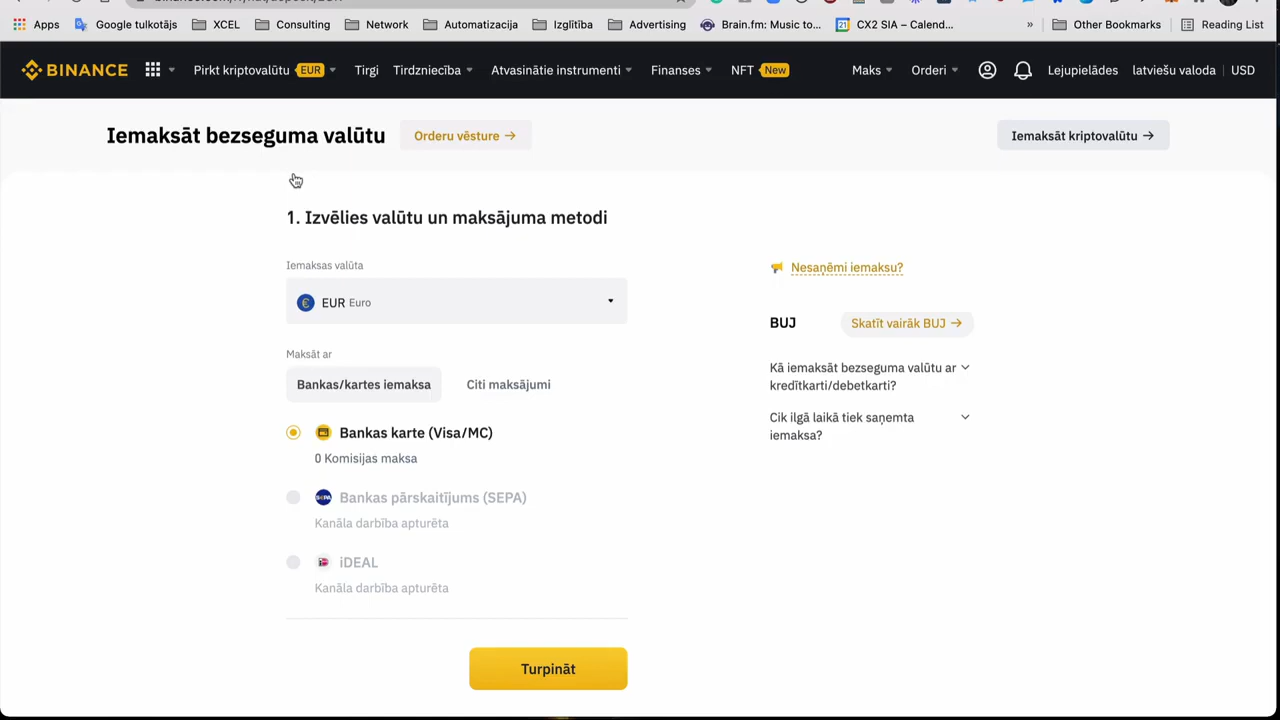 Apps Google tulkotājs XCEL Consulting Network Automatizacija Izglītība Advertising Brain.fm: Music to... CX2 SIA – Calend... » Other Bookmarks Reading List
BINANCE Pirkt kriptovalūtu EUR Tirgi Tirdzniecība Atvasinātie instrumenti Finanses NFT New Maks Orderi Lejupielādes latviešu valoda USD
Iemaksāt bezseguma valūtu Orderu vēsture → Iemaksāt kriptovalūtu →
1. Izvēlies valūtu un maksājuma metodi
Iemaksas valūta
EUR Euro
Maksāt ar
Bankas/kartes iemaksa Citi maksājumi
Bankas karte (Visa/MC)
0 Komisijas maksa
SEPA Bankas pārskaitījums (SEPA)
Kanāla darbība apturēta
iDEAL
Kanāla darbība apturēta
Turpināt
Nesaņēmi iemaksu?
BUJ Skatīt vairāk BUJ →
Kā iemaksāt bezseguma valūtu ar
kredītkarti/debetkarti?
Cik ilgā laikā tiek saņemta
iemaksa?